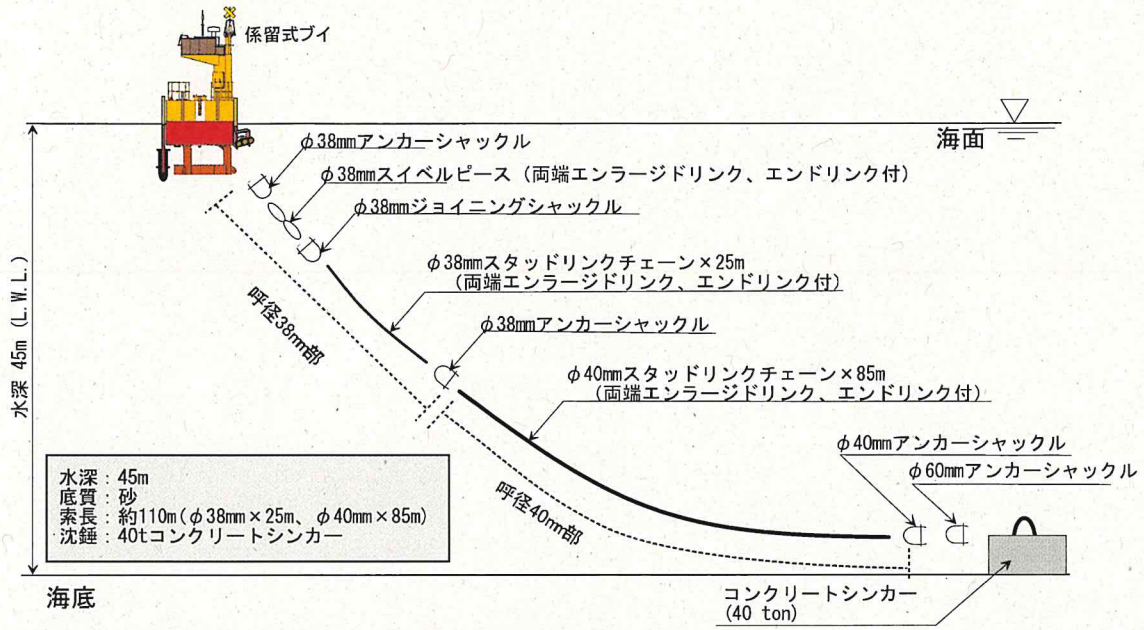 係留式ブイ
海面
φ38mmアンカーシャックル
φ38mmスイベルピース（両端エンラージドリンク、エンドリンク付）
φ38mmジョイニングシャックル
φ38mmスタッドリンクチェーン×25m
（両端エンラージドリンク、エンドリンク付）
呼径38mm部
φ38mmアンカーシャックル
φ40mmスタッドリンクチェーン×85m
（両端エンラージドリンク、エンドリンク付）
水深 45m (L.W.L.)
φ40mmアンカーシャックル
φ60mmアンカーシャックル
呼径40mm部
水深：45m
底質：砂
索長：約110m(φ38mm×25m、φ40mm×85m)
沈錘：40tコンクリートシンカー
海底
コンクリートシンカー
(40 ton)